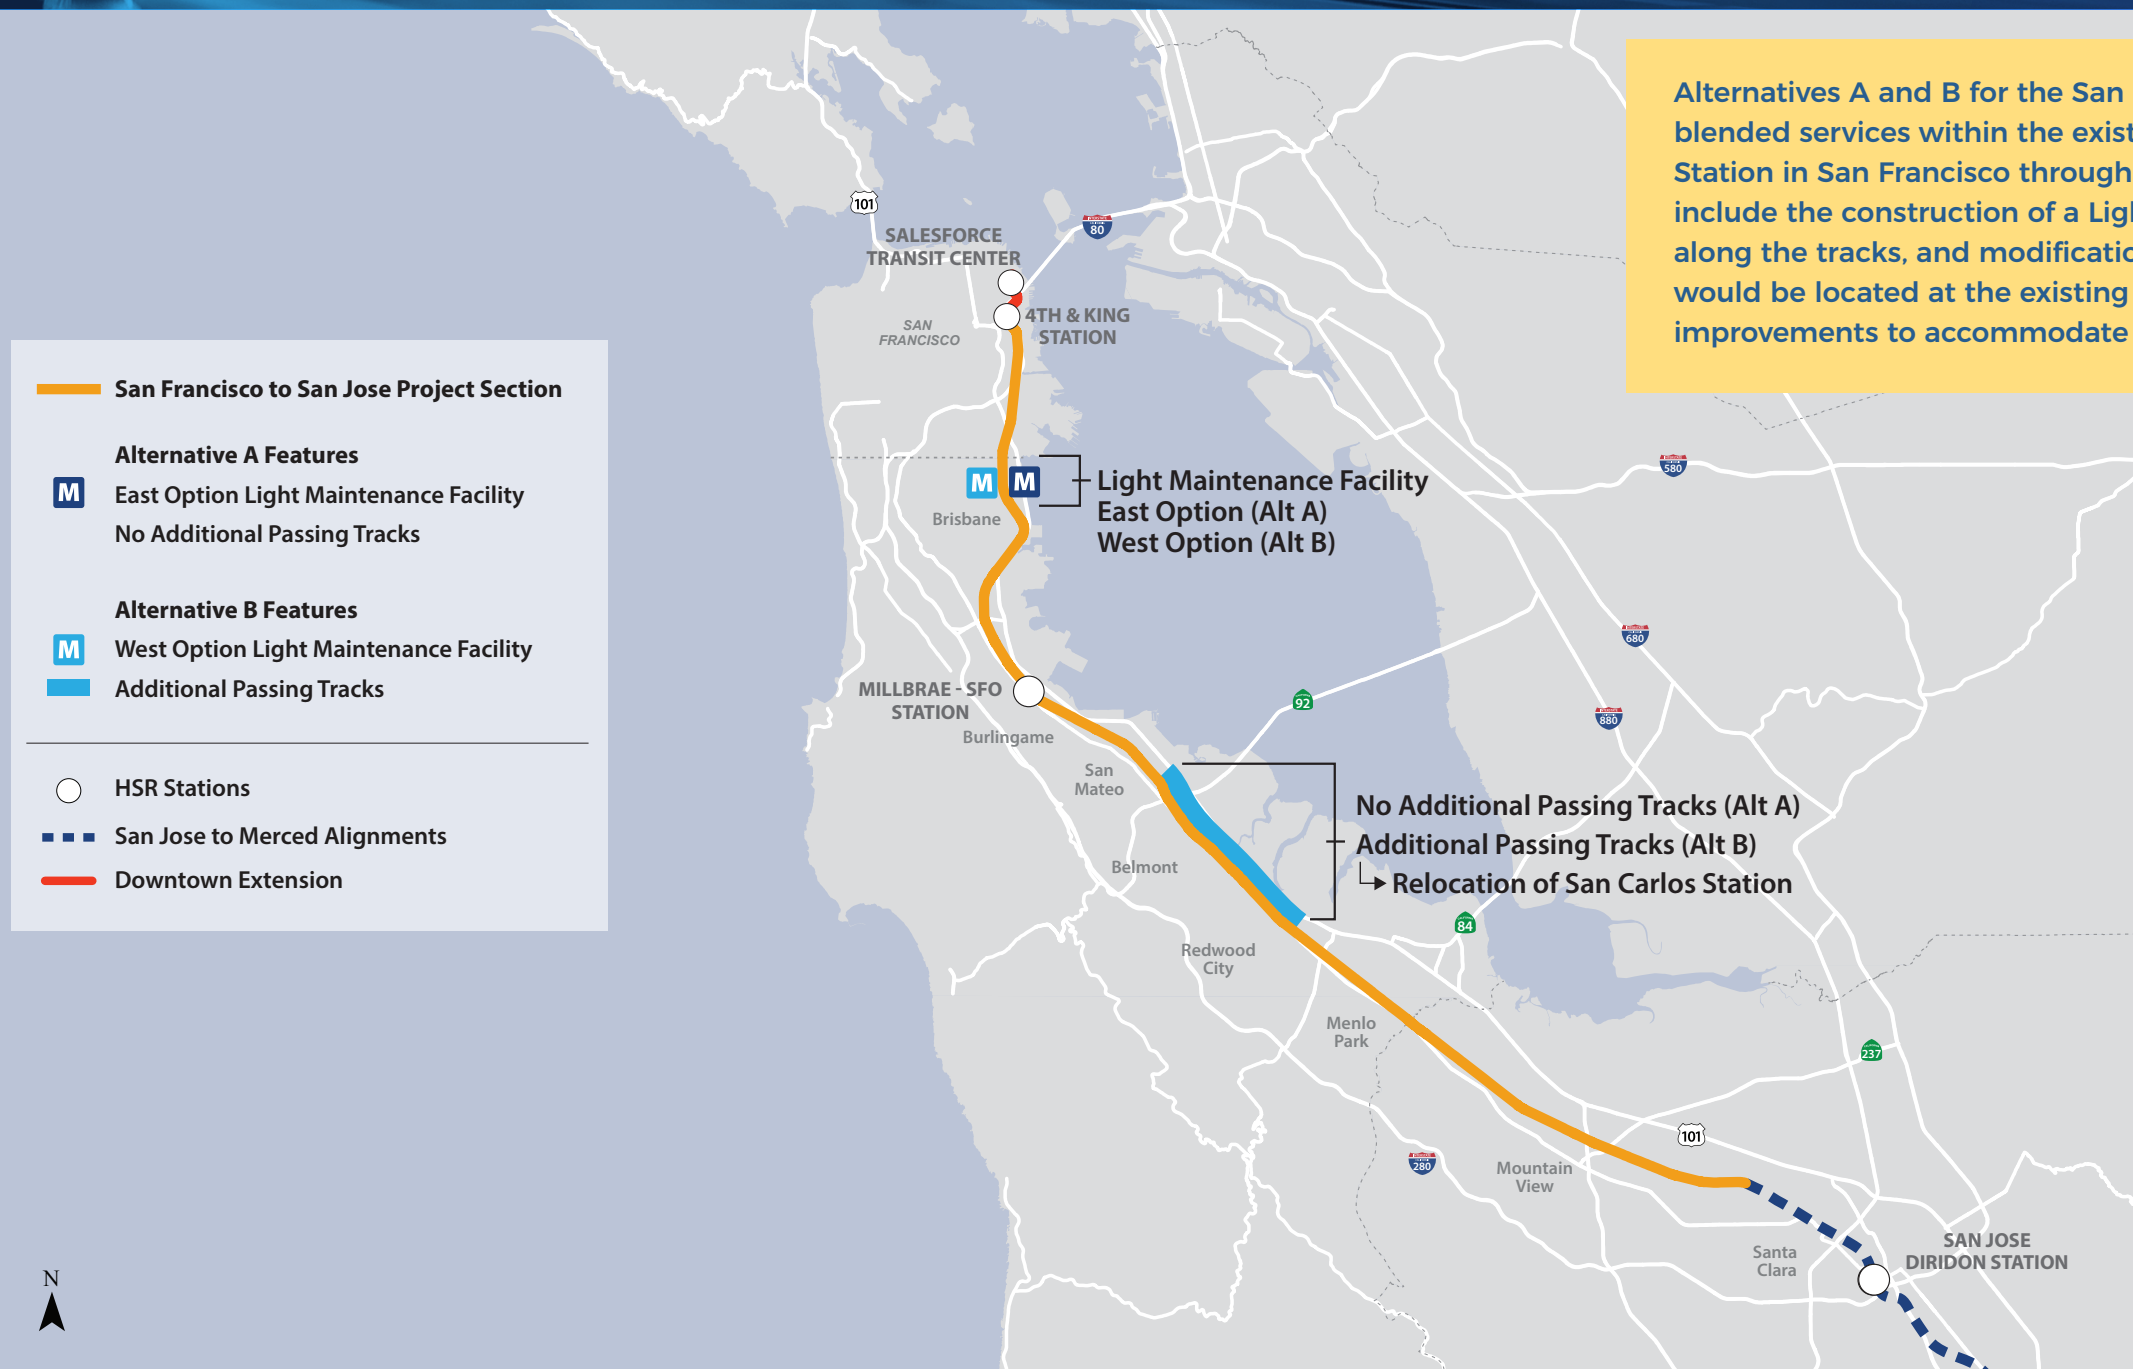 Alternatives A and B for the San
blended services within the exist
Station in San Francisco through
include the construction of a Lig
along the tracks, and modificatio
would be located at the existing
improvements to accommodate
101
80
SALESFORCE
TRANSIT CENTER
4TH & KING
STATION
SAN
FRANCISCO
San Francisco to San Jose Project Section
Alternative A Features
M
East Option Light Maintenance Facility
No Additional Passing Tracks
Alternative B Features
M
West Option Light Maintenance Facility
Additional Passing Tracks
HSR Stations
San Jose to Merced Alignments
Downtown Extension
M
M
Light Maintenance Facility
East Option (Alt A)
West Option (Alt B)
Brisbane
580
680
880
92
MILLBRAE - SFO
STATION
Burlingame
San
Mateo
No Additional Passing Tracks (Alt A)
Additional Passing Tracks (Alt B)
Relocation of San Carlos Station
Belmont
84
Redwood
City
Menlo
Park
237
101
280
Mountain
View
Santa
Clara
SAN JOSE
DIRIDON STATION
N